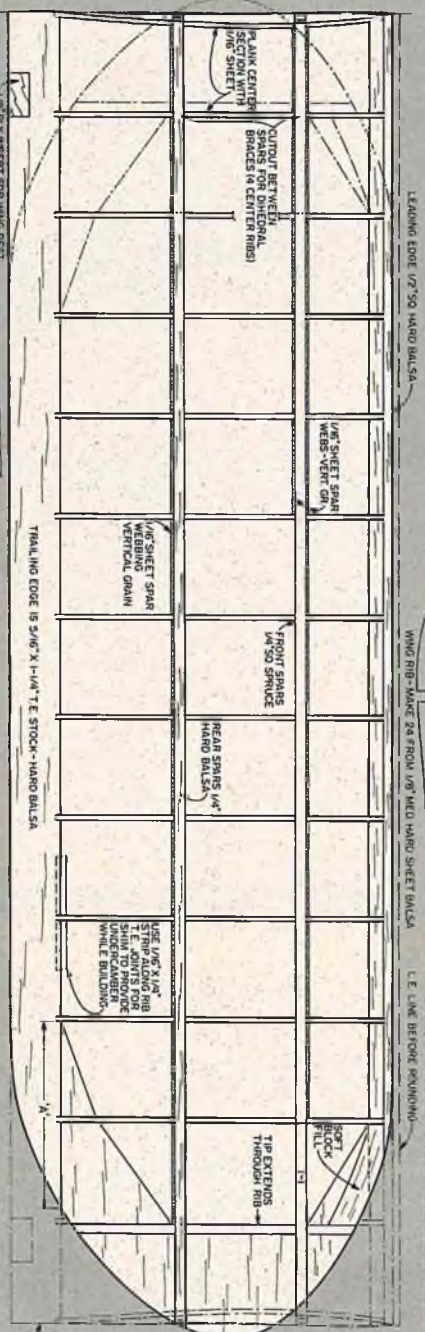 LEADING EDGE 1/2" SQ. HARD BALSA
WING RIB - MAKE 24 FROM 1/8" MED HARD SHEET BALSA
L.E. LINE BEFORE ROUNDING
PLANK CENTER
SECTION WITH
1/16" SHEET
CUTOUT BETWEEN
SPARS FOR DIHEDRAL
BRACES (4 CENTER RIBS)
1/16" SHEET SPAR
WEBS-VERT. GR.
SOFT
BLOCK
FILL
FRONT SPARS
1/4" SQ SPRUCE
TIP EXTENDS
THROUGH RIB
REAR SPARS 1/4"
HARD BALSA
1/16" SHEET SPAR
WEBBING
VERTICAL GRAIN
USE 1/16" X 1/4"
STRIP ALONG RIB
T.E. JOINTS FOR
SHIM TO PROVIDE
UNDERCAMBER
WHILE BUILDING
"A"
TRAILING EDGE IS 5/16" X 1-1/4" T.E. STOCK - HARD BALSA